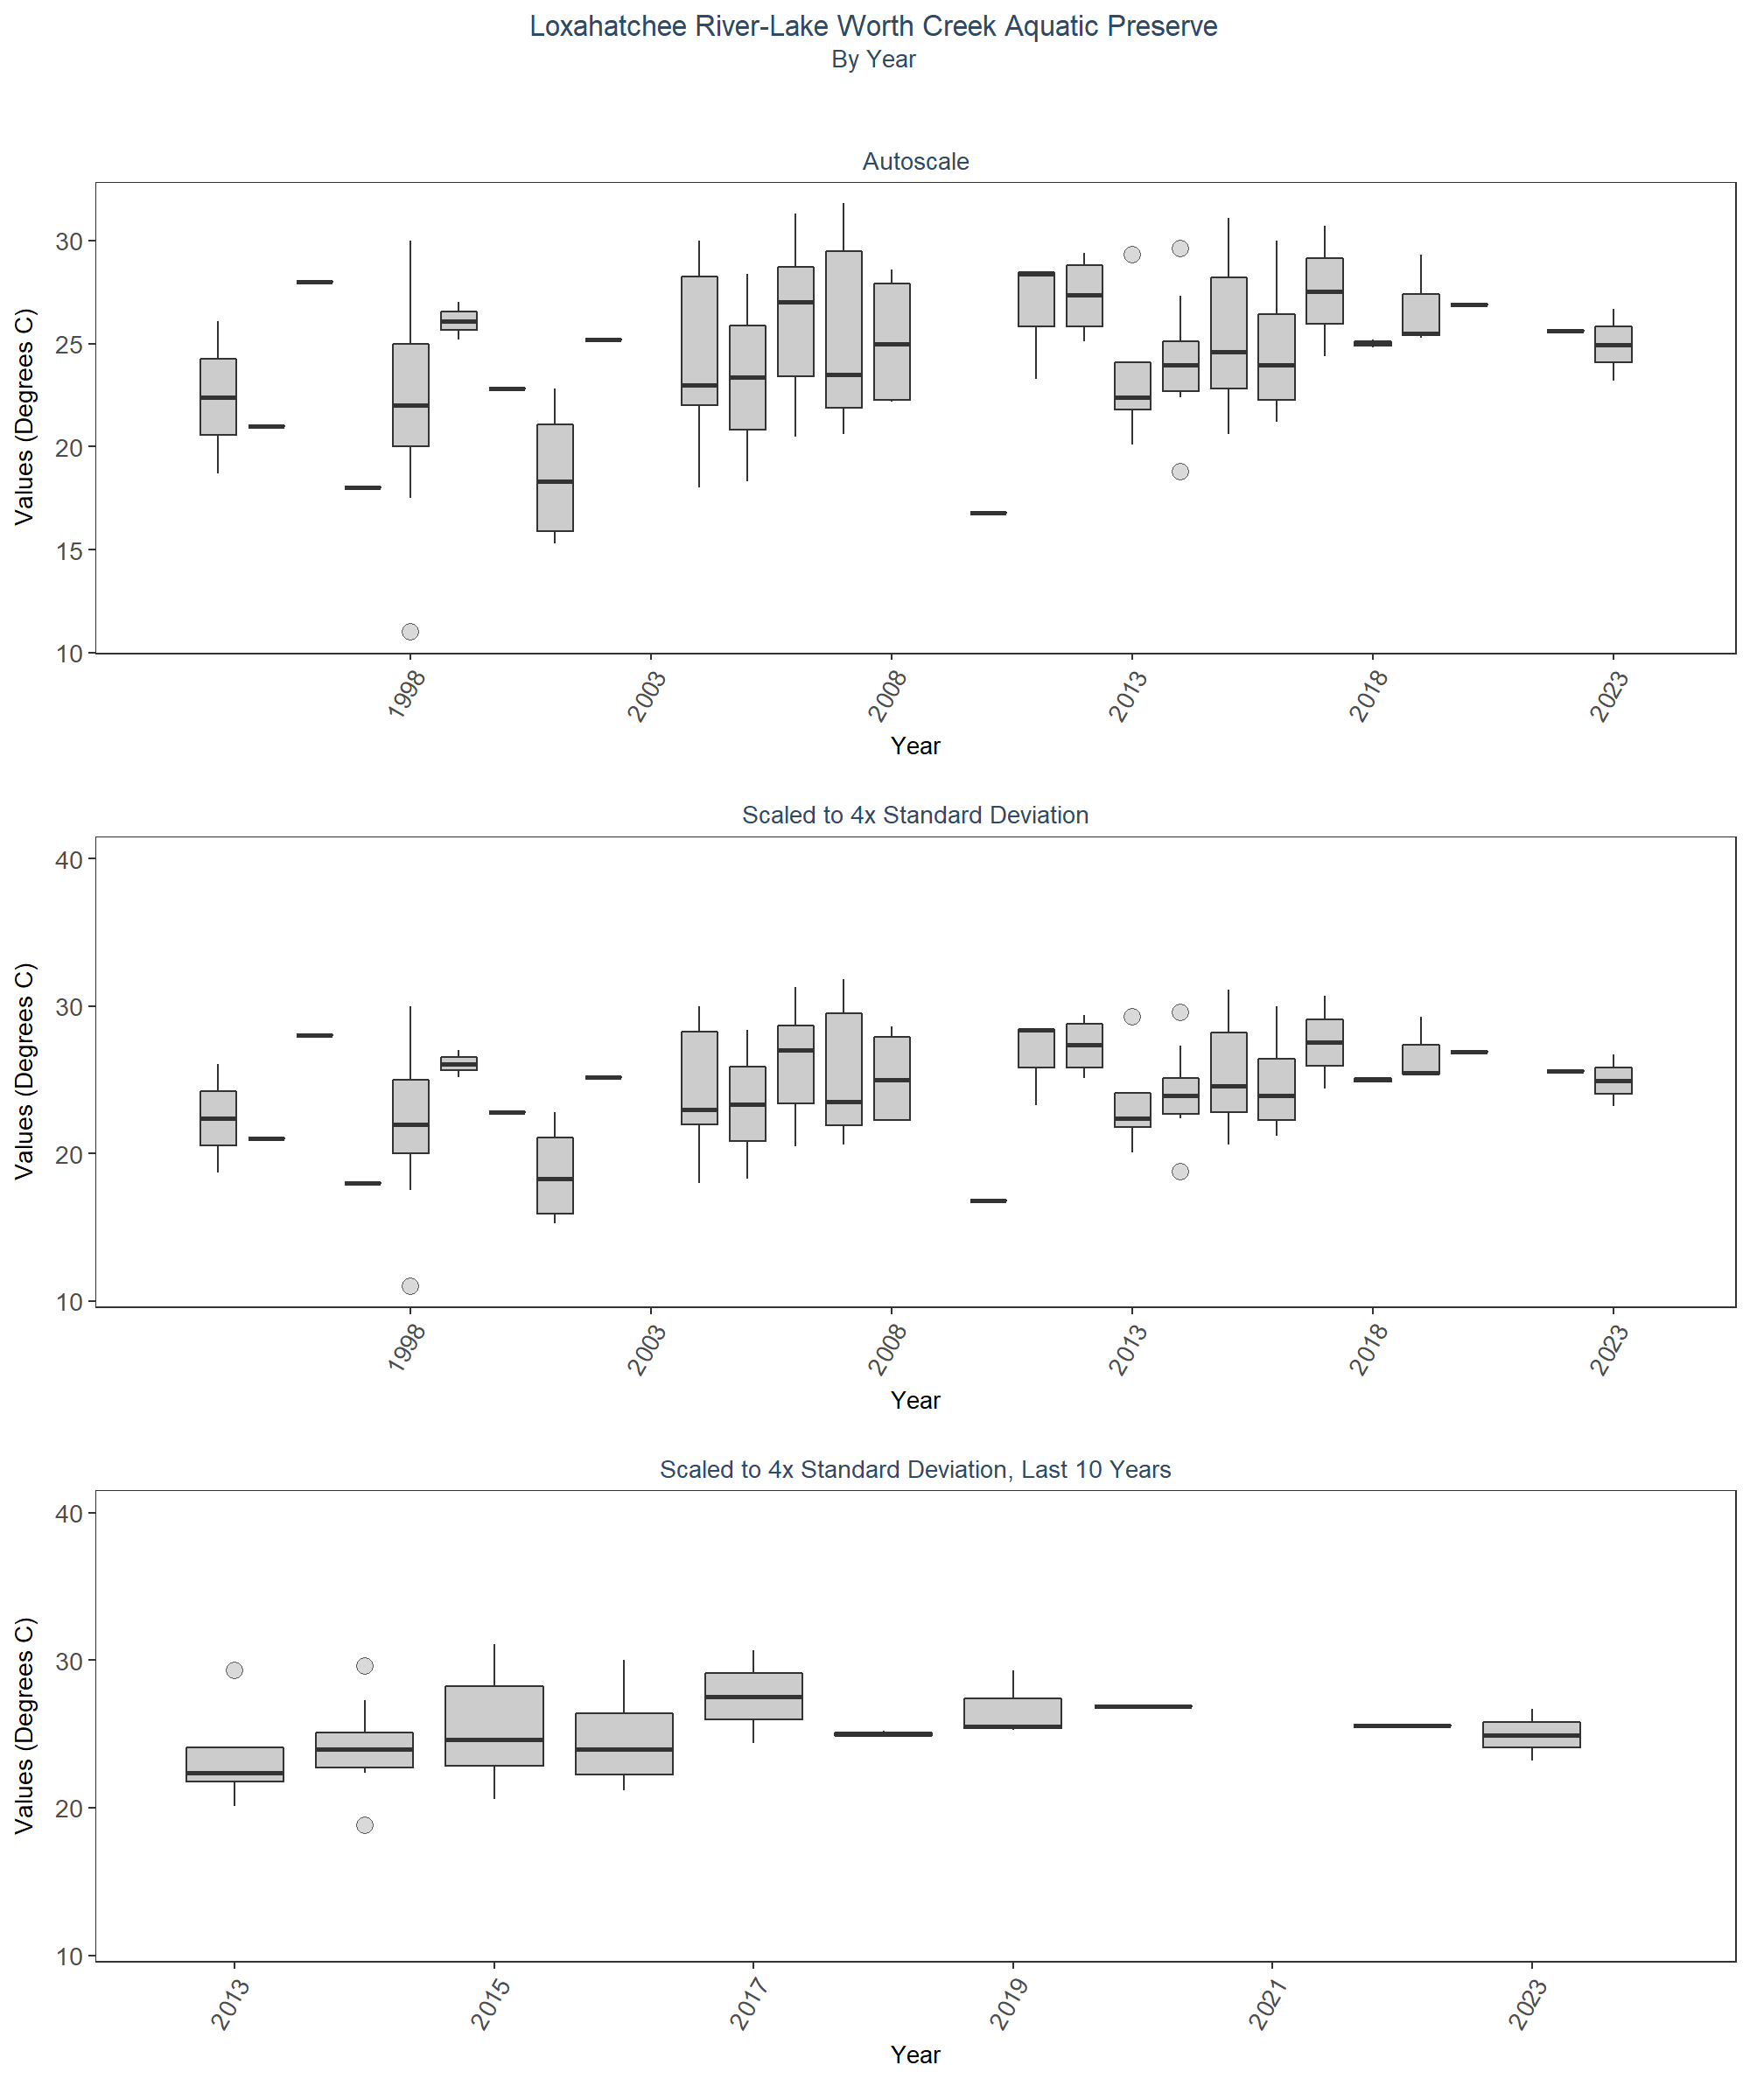 Loxahatchee River-Lake Worth Creek Aquatic Preserve
By Year
Autoscale
Values (Degrees C)
30
25
20
15
10
1998 2003 2008 2013 2018 2023
Year
Scaled to 4x Standard Deviation
Values (Degrees C)
40
30
20
10
1998 2003 2008 2013 2018 2023
Year
Scaled to 4x Standard Deviation, Last 10 Years
Values (Degrees C)
40
30
20
10
2013 2015 2017 2019 2021 2023
Year